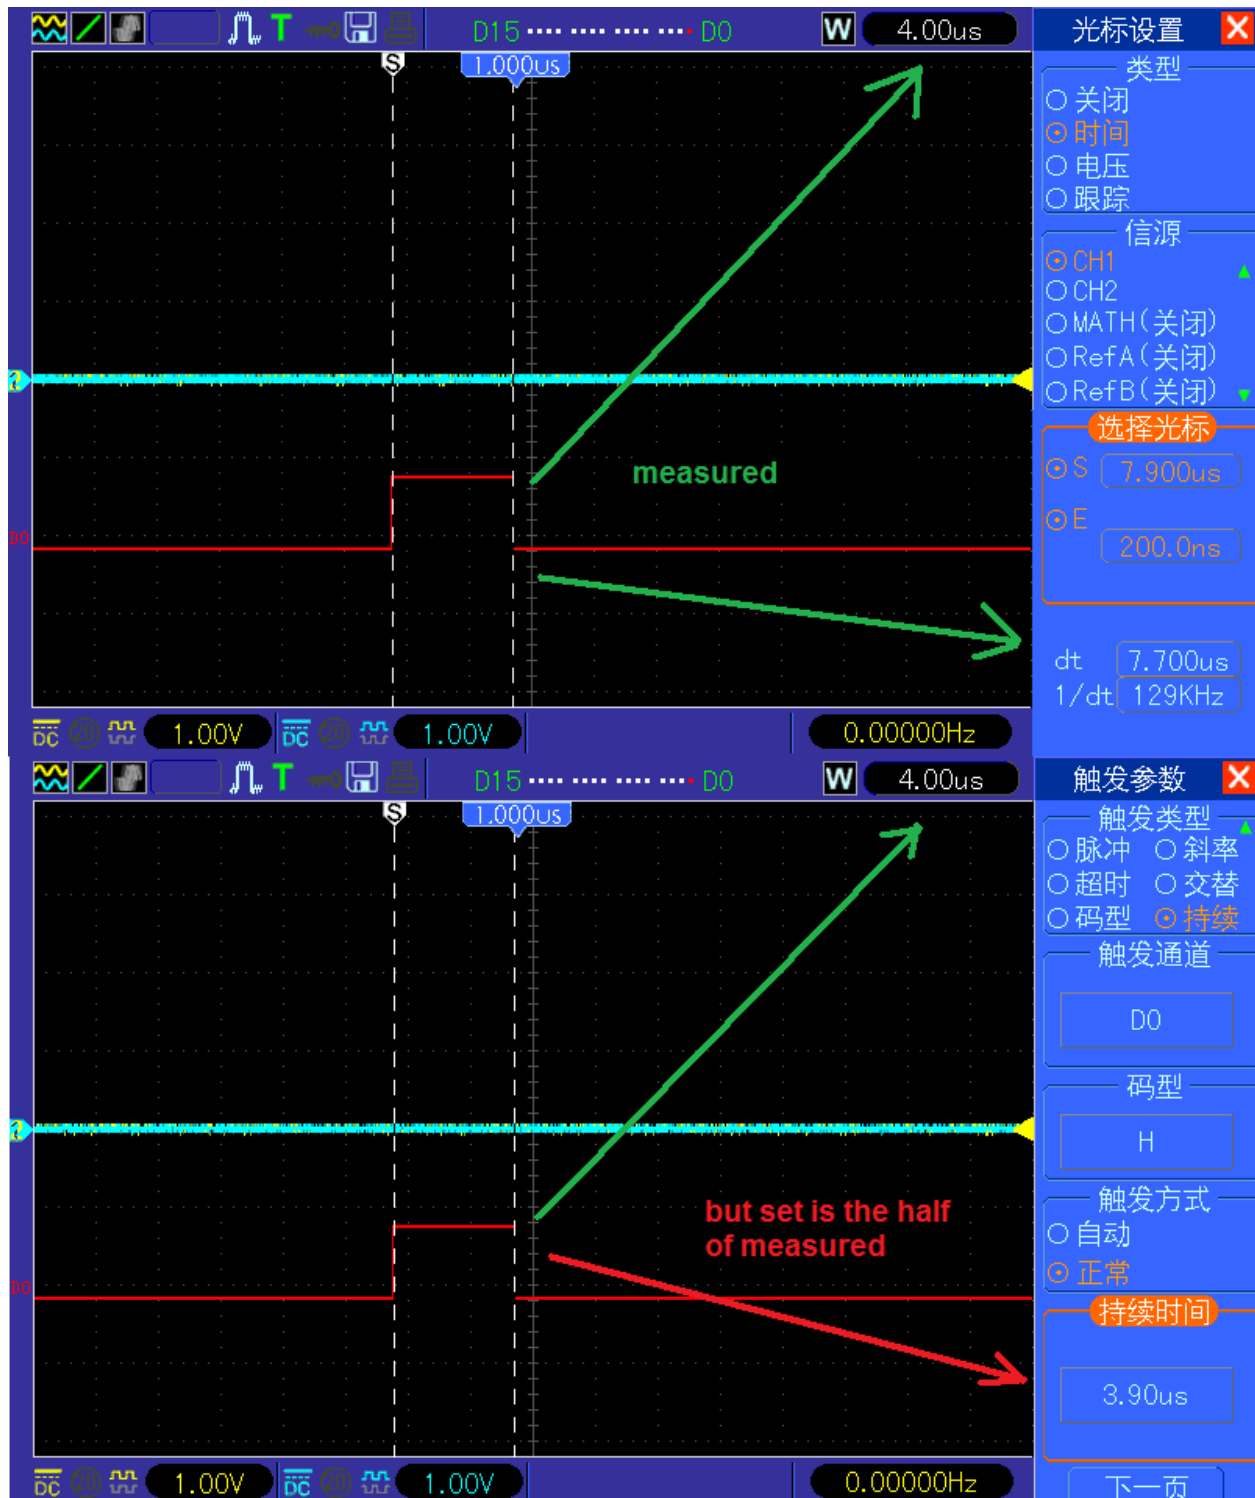 D15 D0 W 4.00us
光标设置
S 1.000us
类型
关闭
时间
电压
跟踪
信源
CH1
CH2
MATH(关闭)
RefA(关闭)
RefB(关闭)
measured
选择光标
S 7.900us
E
200.0ns
D0
dt 7.700us
1/dt 129KHz
DC 20 1.00V DC 20 1.00V 0.00000Hz
D15 D0 W 4.00us
触发参数
S 1.000us
触发类型
脉冲 斜率
超时 交替
码型 持续
触发通道
D0
码型
H
触发方式
自动
正常
but set is the half
of measured
D0
持续时间
3.90us
DC 20 1.00V DC 20 1.00V 0.00000Hz
下一页